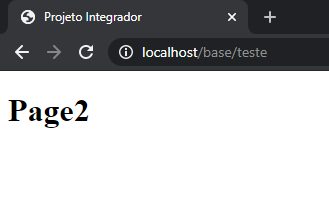 Projeto Integrador
localhost/base/teste
Page2